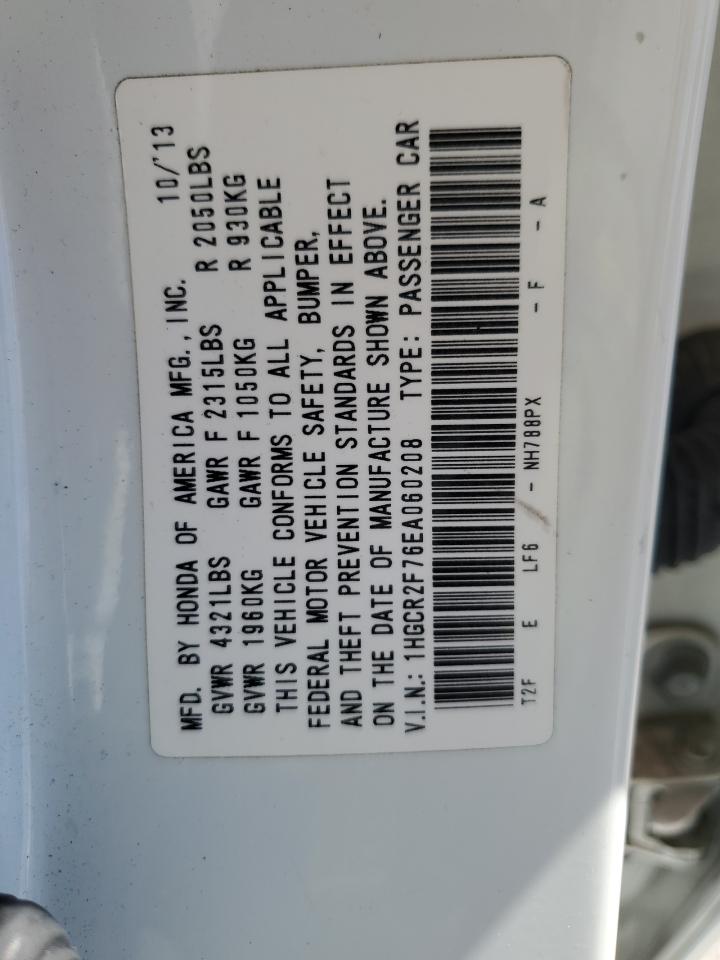 MFD. BY HONDA OF AMERICA MFG., INC. 10/'13
GVWR 4321LBS GAWR F 2315LBS R 2050LBS
GVWR 1960KG GAWR F 1050KG R 930KG
THIS VEHICLE CONFORMS TO ALL APPLICABLE
FEDERAL MOTOR VEHICLE SAFETY, BUMPER,
AND THEFT PREVENTION STANDARDS IN EFFECT
ON THE DATE OF MANUFACTURE SHOWN ABOVE.
V.I.N.: 1HGCR2F76EA060208 TYPE: PASSENGER CAR
T2F E LF6 - NH788PX - F - A